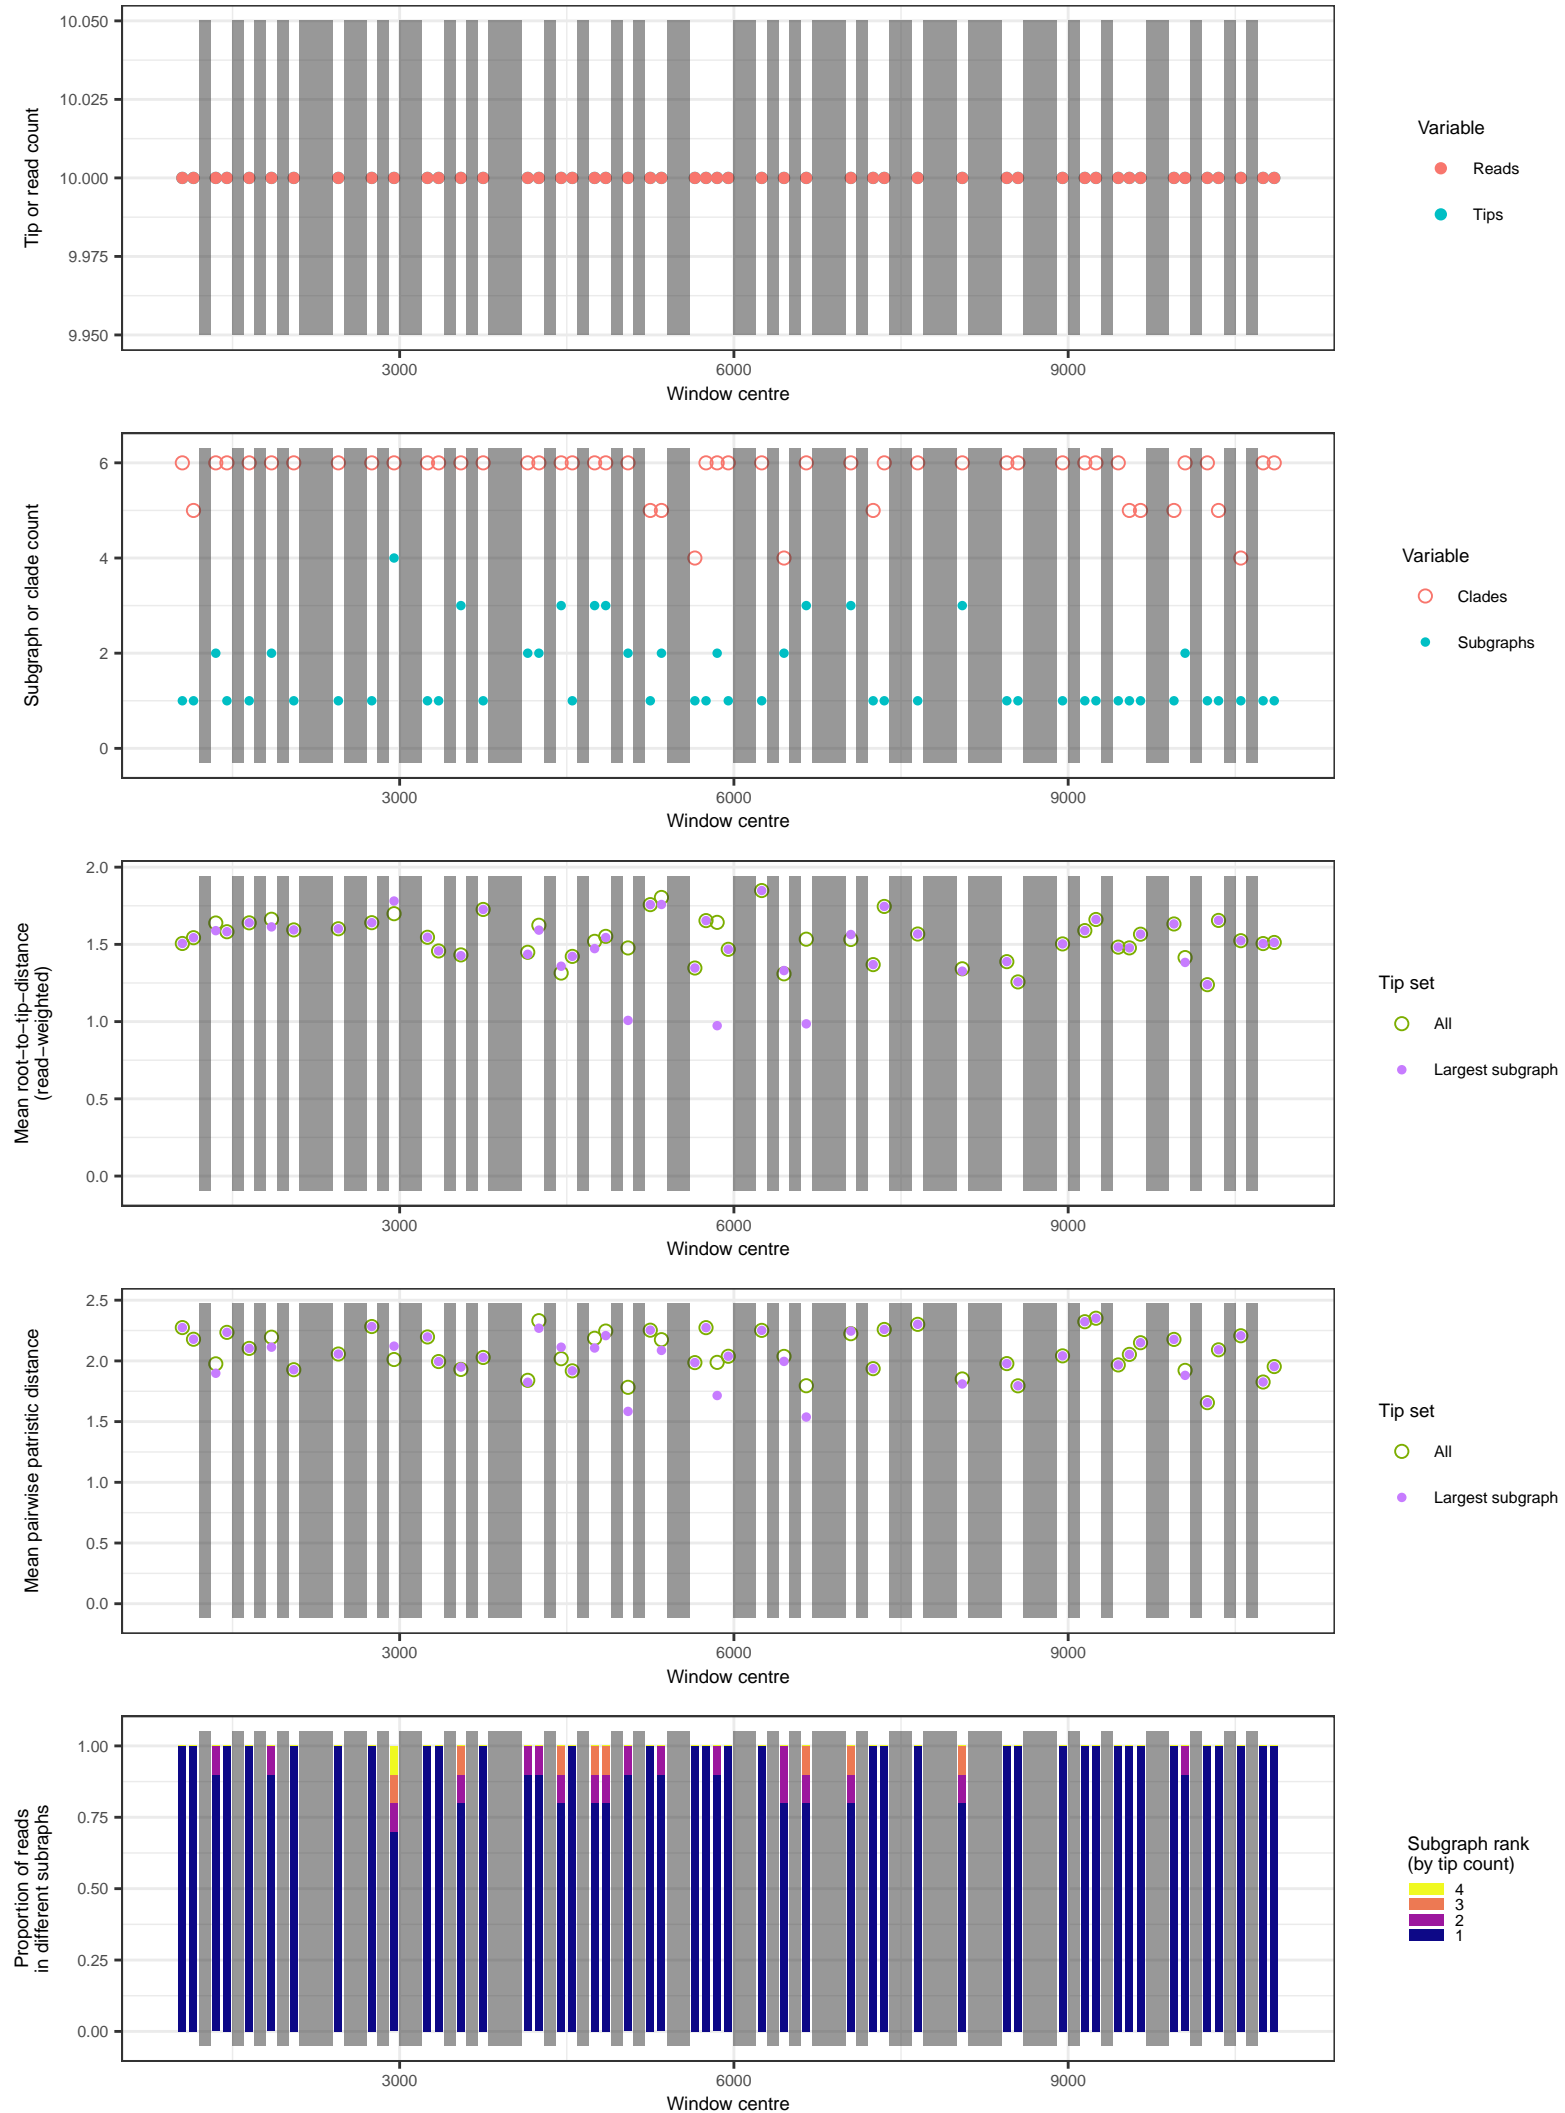 10.050
10.025
10.000
9.975
9.950
Tip or read count
3000
6000
9000
Window centre
Variable
Reads
Tips
6
4
2
0
Subgraph or clade count
3000
6000
9000
Window centre
Variable
Clades
Subgraphs
2.0
1.5
1.0
0.5
0.0
Mean root−to−tip−distance
(read−weighted)
3000
6000
9000
Window centre
Tip set
All
Largest subgraph
2.5
2.0
1.5
1.0
0.5
0.0
Mean pairwise patristic distance
3000
6000
9000
Window centre
Tip set
All
Largest subgraph
1.00
0.75
0.50
0.25
0.00
Proportion of reads
in different subraphs
3000
6000
9000
Window centre
Subgraph rank
(by tip count)
4
3
2
1